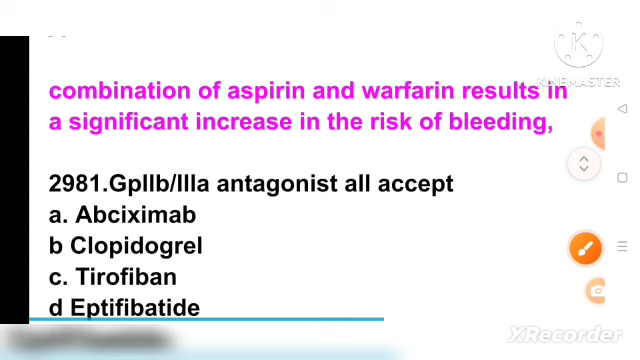 KINEMASTER
combination of aspirin and warfarin results in
a significant increase in the risk of bleeding,
2981.GpIIb/IIIa antagonist all accept
a. Abciximab
b Clopidogrel
c. Tirofiban
d Eptifibatide
XRecorder